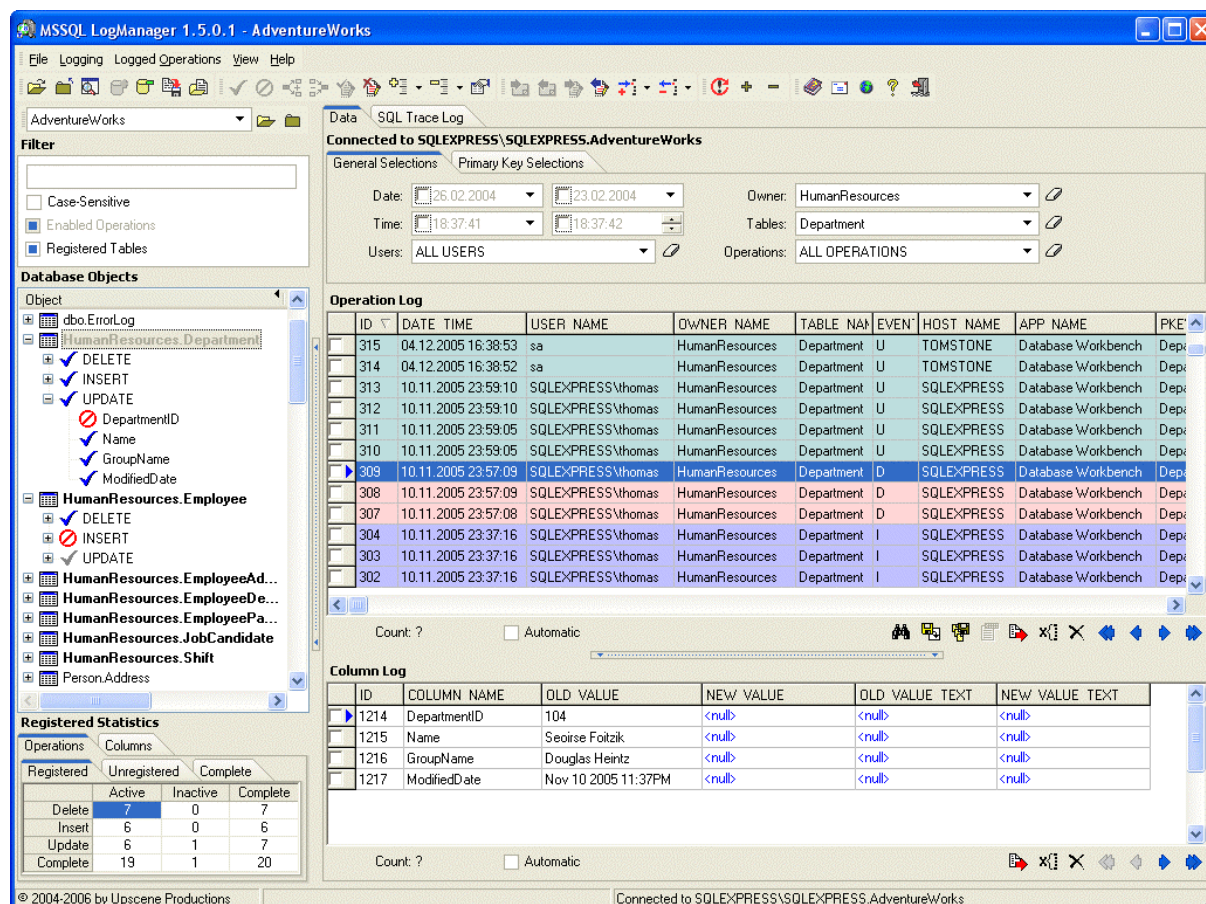 MSSQL LogManager 1.5.0.1 - AdventureWorks
File Logging Logged Operations View Help
AdventureWorks
Filter
Case-Sensitive
Enabled Operations
Registered Tables
Database Objects
Object
dbo.ErrorLog
HumanResources.Department
DELETE
INSERT
UPDATE
DepartmentID
Name
GroupName
ModifiedDate
HumanResources.Employee
DELETE
INSERT
UPDATE
HumanResources.EmployeeAd...
HumanResources.EmployeeDe...
HumanResources.EmployeePa...
HumanResources.JobCandidate
HumanResources.Shift
Person.Address
Registered Statistics
Operations Columns
Registered Unregistered Complete
Active Inactive Complete
Delete 7 0 7
Insert 6 0 6
Update 6 1 7
Complete 19 1 20
Data SQL Trace Log
Connected to SQLEXPRESS\SQLEXPRESS.AdventureWorks
General Selections Primary Key Selections
Date: 26.02.2004 23.02.2004 Owner: HumanResources
Time: 18:37:41 18:37:42 Tables: Department
Users: ALL USERS Operations: ALL OPERATIONS
Operation Log
ID DATE TIME USER NAME OWNER NAME TABLE NAM EVENT HOST NAME APP NAME PKE
315 04.12.2005 16:38:53 sa HumanResources Department U TOMSTONE Database Workbench Depa
314 04.12.2005 16:38:52 sa HumanResources Department U TOMSTONE Database Workbench Depa
313 10.11.2005 23:59:10 SQLEXPRESS\thomas HumanResources Department U SQLEXPRESS Database Workbench Depa
312 10.11.2005 23:59:10 SQLEXPRESS\thomas HumanResources Department U SQLEXPRESS Database Workbench Depa
311 10.11.2005 23:59:05 SQLEXPRESS\thomas HumanResources Department U SQLEXPRESS Database Workbench Depa
310 10.11.2005 23:59:05 SQLEXPRESS\thomas HumanResources Department U SQLEXPRESS Database Workbench Depa
309 10.11.2005 23:57:09 SQLEXPRESS\thomas HumanResources Department D SQLEXPRESS Database Workbench Depa
308 10.11.2005 23:57:09 SQLEXPRESS\thomas HumanResources Department D SQLEXPRESS Database Workbench Depa
307 10.11.2005 23:57:08 SQLEXPRESS\thomas HumanResources Department D SQLEXPRESS Database Workbench Depa
304 10.11.2005 23:37:16 SQLEXPRESS\thomas HumanResources Department I SQLEXPRESS Database Workbench Depa
303 10.11.2005 23:37:16 SQLEXPRESS\thomas HumanResources Department I SQLEXPRESS Database Workbench Depa
302 10.11.2005 23:37:16 SQLEXPRESS\thomas HumanResources Department I SQLEXPRESS Database Workbench Depa
Count: ? Automatic
Column Log
ID COLUMN NAME OLD VALUE NEW VALUE OLD VALUE TEXT NEW VALUE TEXT
1214 DepartmentID 104 <null> <null> <null>
1215 Name Seoirse Foitzik <null> <null> <null>
1216 GroupName Douglas Heintz <null> <null> <null>
1217 ModifiedDate Nov 10 2005 11:37PM <null> <null> <null>
Count: ? Automatic
© 2004-2006 by Upscene Productions Connected to SQLEXPRESS\SQLEXPRESS.AdventureWorks